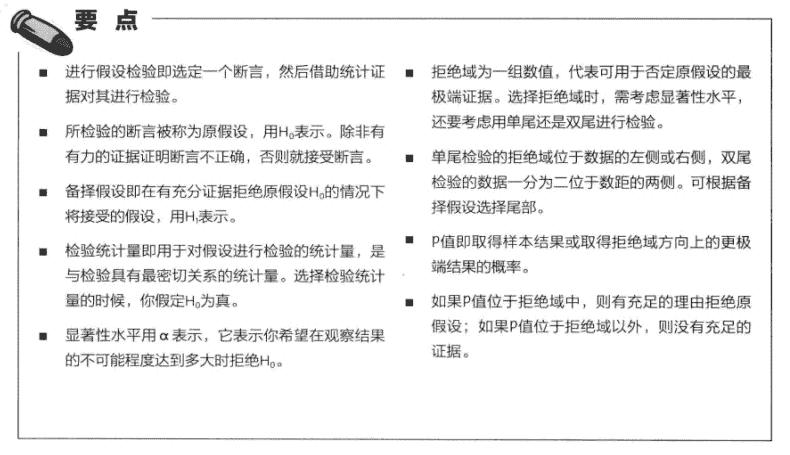 要 点
■ 进行假设检验即选定一个断言，然后借助统计证
据对其进行检验。
■ 所检验的断言被称为原假设，用H₀表示。除非有
有力的证据证明断言不正确，否则就接受断言。
■ 备择假设即在有充分证据拒绝原假设H₀的情况下
将接受的假设，用H₁表示。
■ 检验统计量即用于对假设进行检验的统计量，是
与检验具有最密切关系的统计量。选择检验统计
量的时候，你假定H₀为真。
■ 显著性水平用α表示，它表示你希望在观察结果
的不可能程度达到多大时拒绝H₀。
■ 拒绝域为一组数值，代表可用于否定原假设的最
极端证据。选择拒绝域时，需考虑显著性水平，
还要考虑用单尾还是双尾进行检验。
■ 单尾检验的拒绝域位于数据的左侧或右侧，双尾
检验的数据一分为二位于数距的两侧。可根据备
择假设选择尾部。
■ P值即取得样本结果或取得拒绝域方向上的更极
端结果的概率。
■ 如果P值位于拒绝域中，则有充足的理由拒绝原
假设；如果P值位于拒绝域以外，则没有充足的
证据。